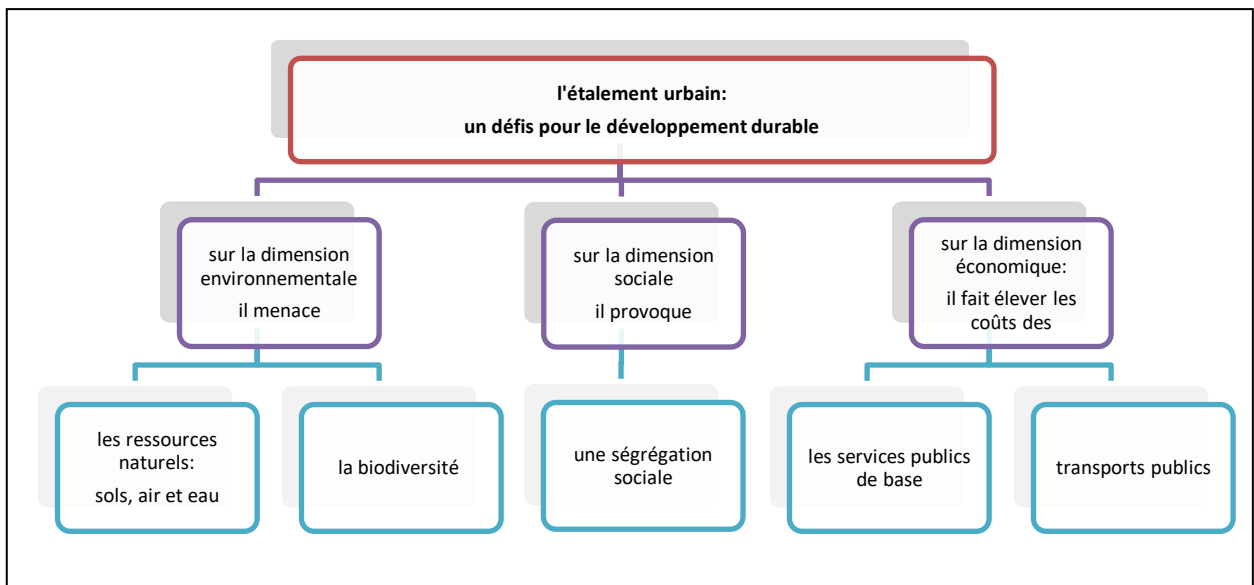 l'étalement urbain:
un défis pour le développement durable
sur la dimension
environnementale
il menace
sur la dimension
sociale
il provoque
sur la dimension
économique:
il fait élever les
coûts des
les ressources
naturels:
sols, air et eau
la biodiversité
une ségrégation
sociale
les services publics
de base
transports publics